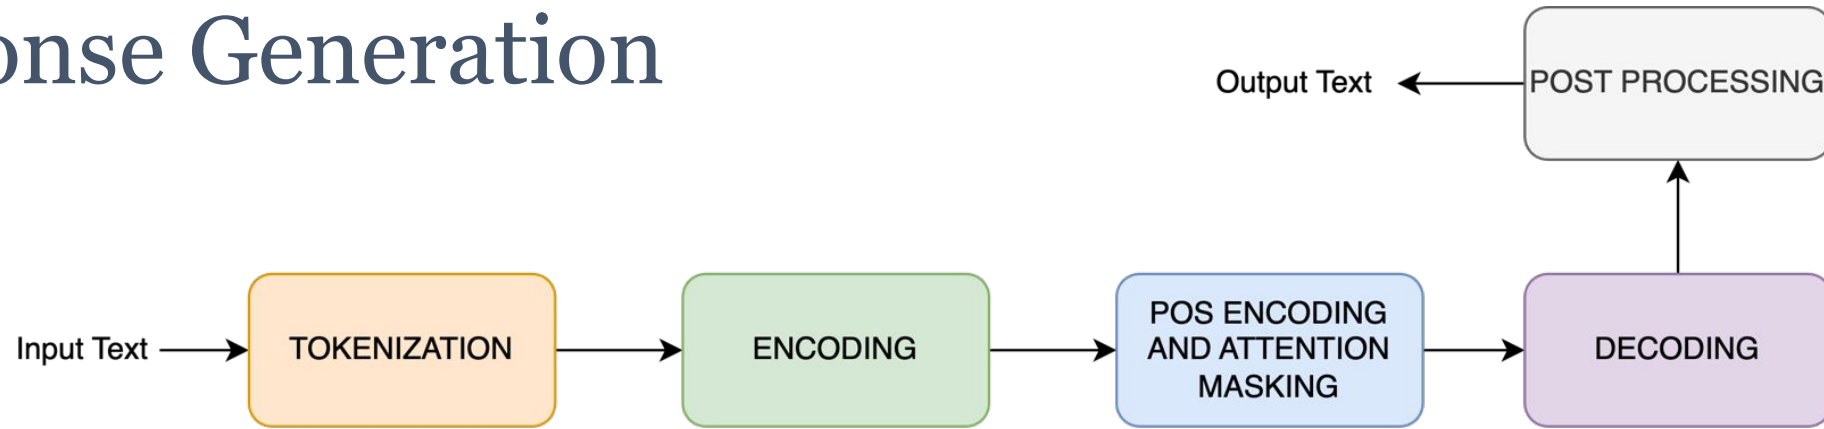 onse Generation
Output Text
POST PROCESSING
Input Text
TOKENIZATION
ENCODING
POS ENCODING
AND ATTENTION
MASKING
DECODING